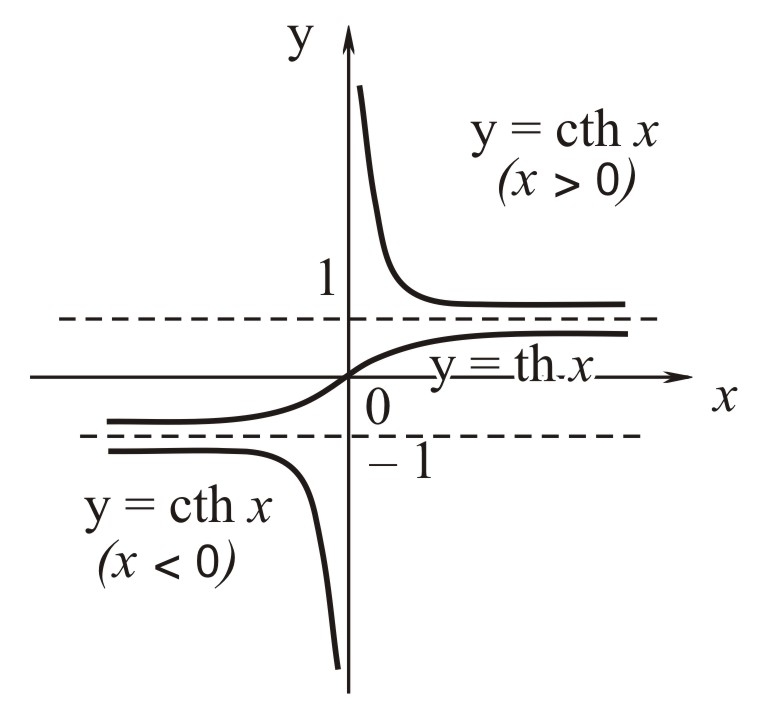 y
y = cth x
(x > 0)
1
y = th x
x
0
– 1
y = cth x
(x < 0)